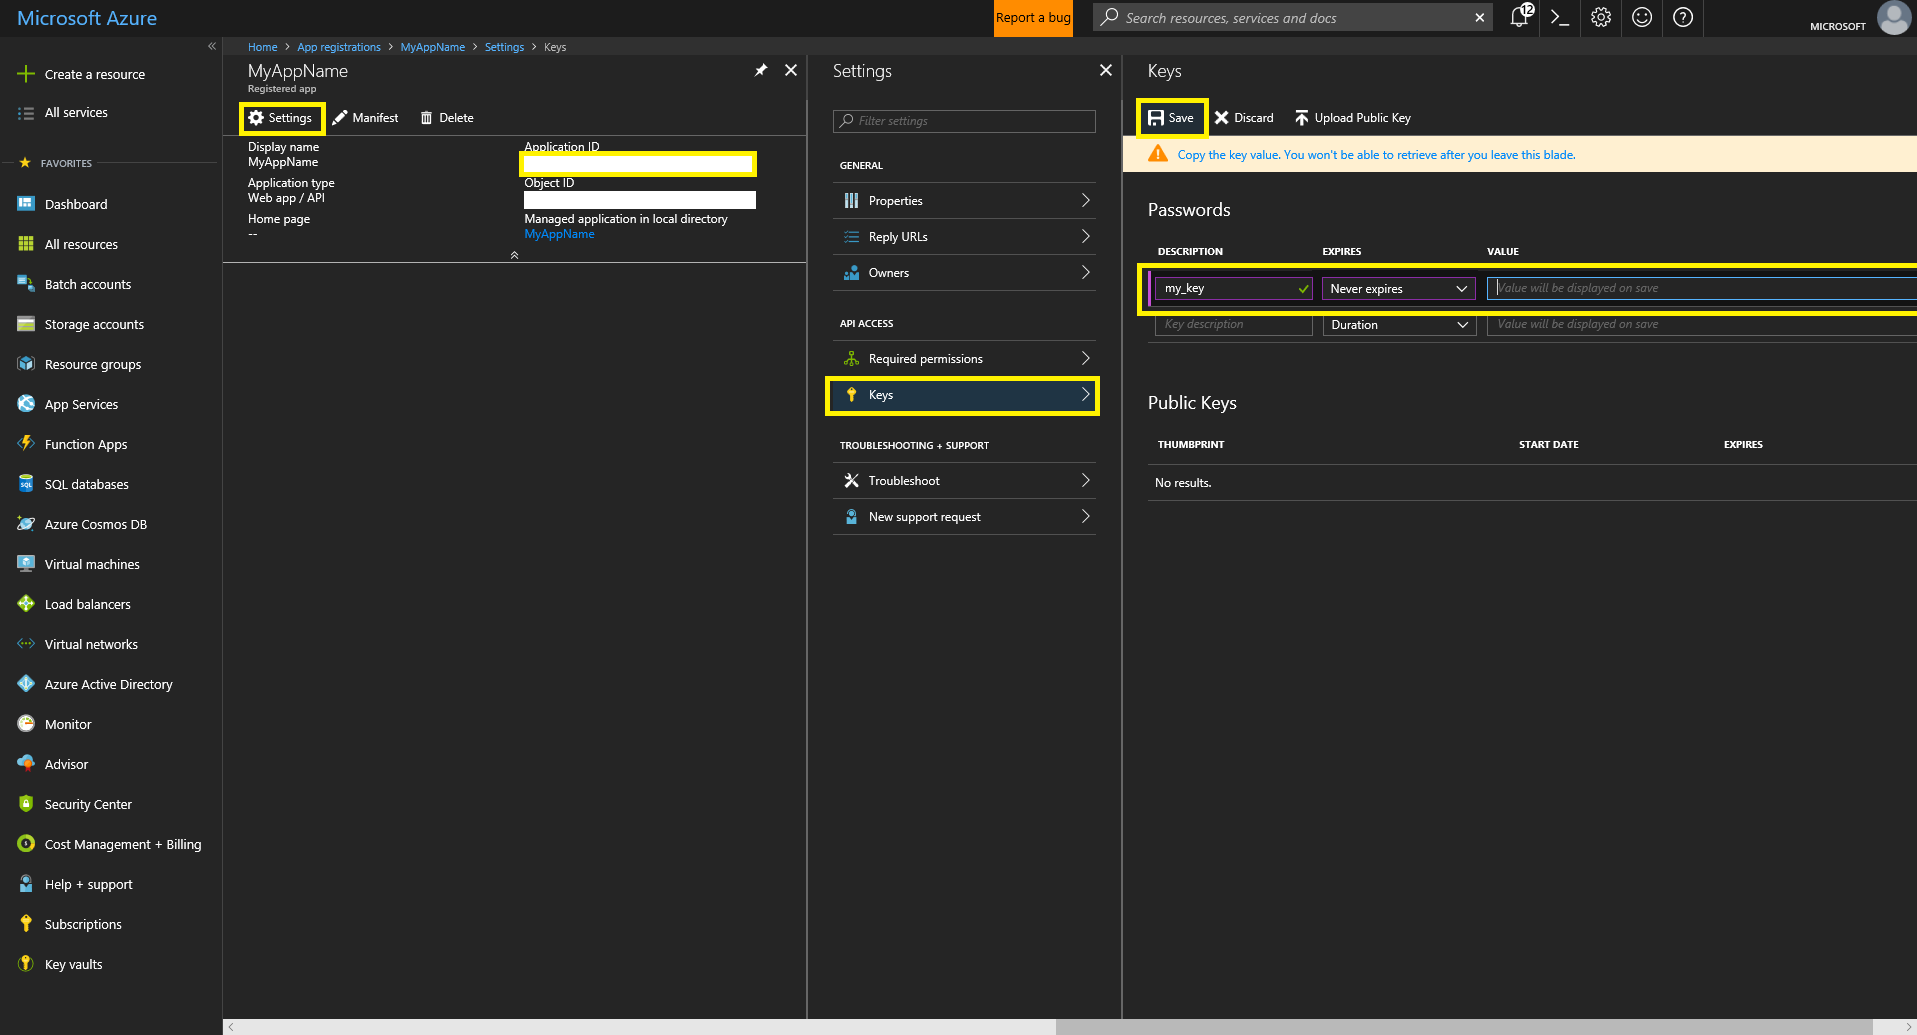 Microsoft Azure
Report a bug
Search resources, services and docs
12
MICROSOFT
Home > App registrations > MyAppName > Settings > Keys
Create a resource
All services
FAVORITES
Dashboard
All resources
Batch accounts
Storage accounts
Resource groups
App Services
Function Apps
SQL databases
Azure Cosmos DB
Virtual machines
Load balancers
Virtual networks
Azure Active Directory
Monitor
Advisor
Security Center
Cost Management + Billing
Help + support
Subscriptions
Key vaults
MyAppName
Registered app
Settings Manifest Delete
Display name
MyAppName
Application type
Web app / API
Home page
--
Application ID
Object ID
Managed application in local directory
MyAppName
Settings
Filter settings
GENERAL
Properties
Reply URLs
Owners
API ACCESS
Required permissions
Keys
TROUBLESHOOTING + SUPPORT
Troubleshoot
New support request
Keys
Save Discard Upload Public Key
Copy the key value. You won't be able to retrieve after you leave this blade.
Passwords
DESCRIPTION EXPIRES VALUE
my_key Never expires Value will be displayed on save
Key description Duration Value will be displayed on save
Public Keys
THUMBPRINT START DATE EXPIRES
No results.